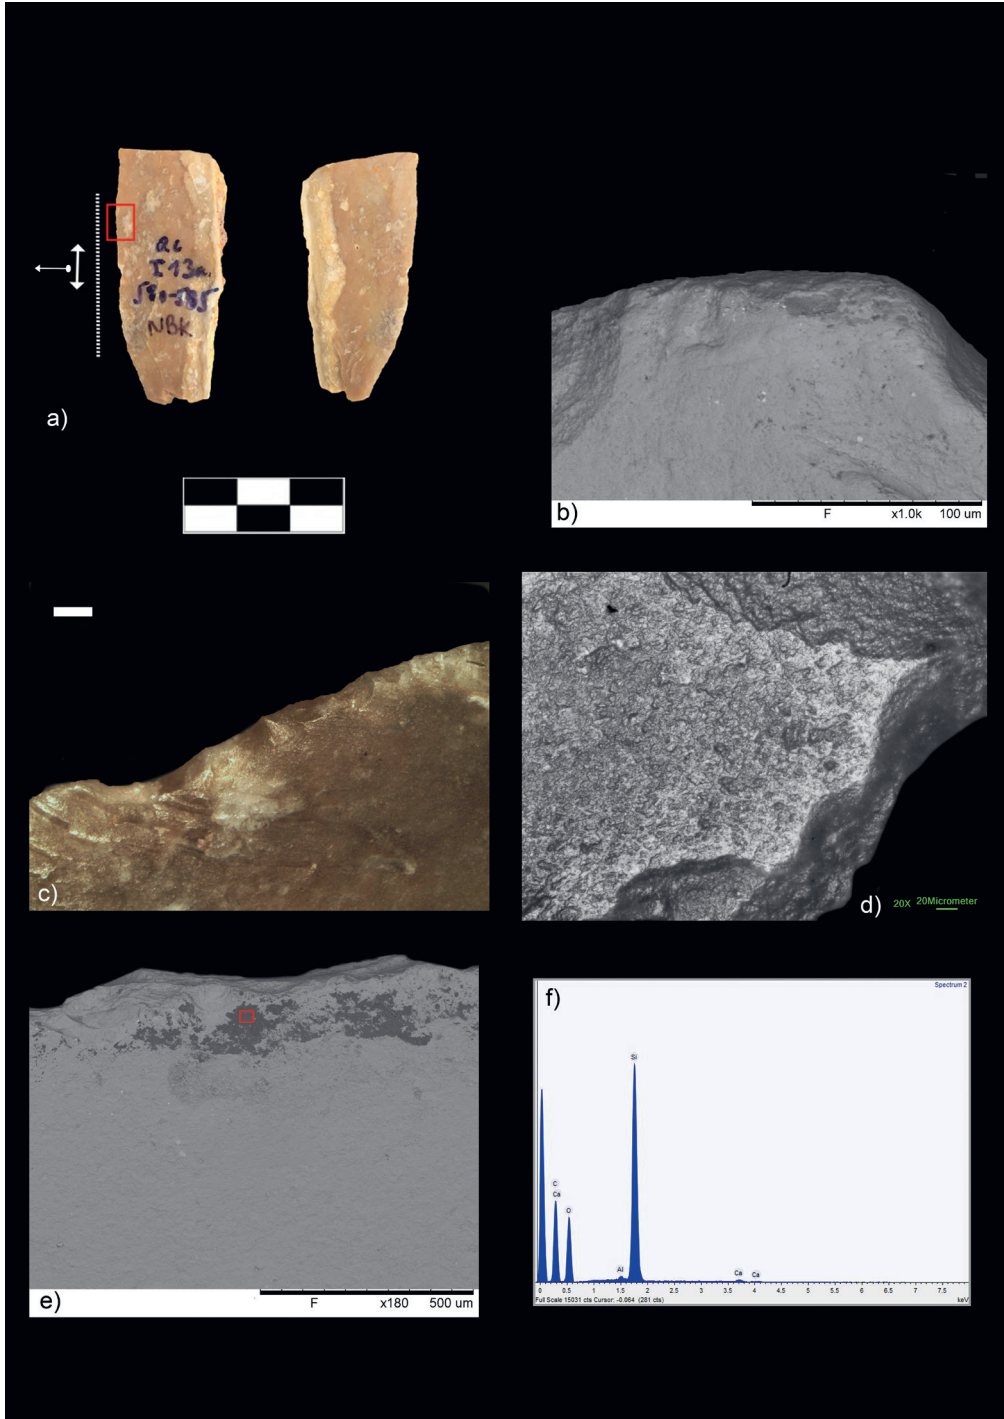 Qc
I 13a.
580-585
NBK
a)
b)
F x1.0k 100 um
c)
d)
20X 20Micrometer
e)
F x180 500 um
f)
Spectrum 2
Si
C
Ca
O
Al
Ca
Ca
0 0.5 1 1.5 2 2.5 3 3.5 4 4.5 5 5.5 6 6.5 7 7.5
Full Scale 15031 cts Cursor: -0.064 (281 cts)
keV